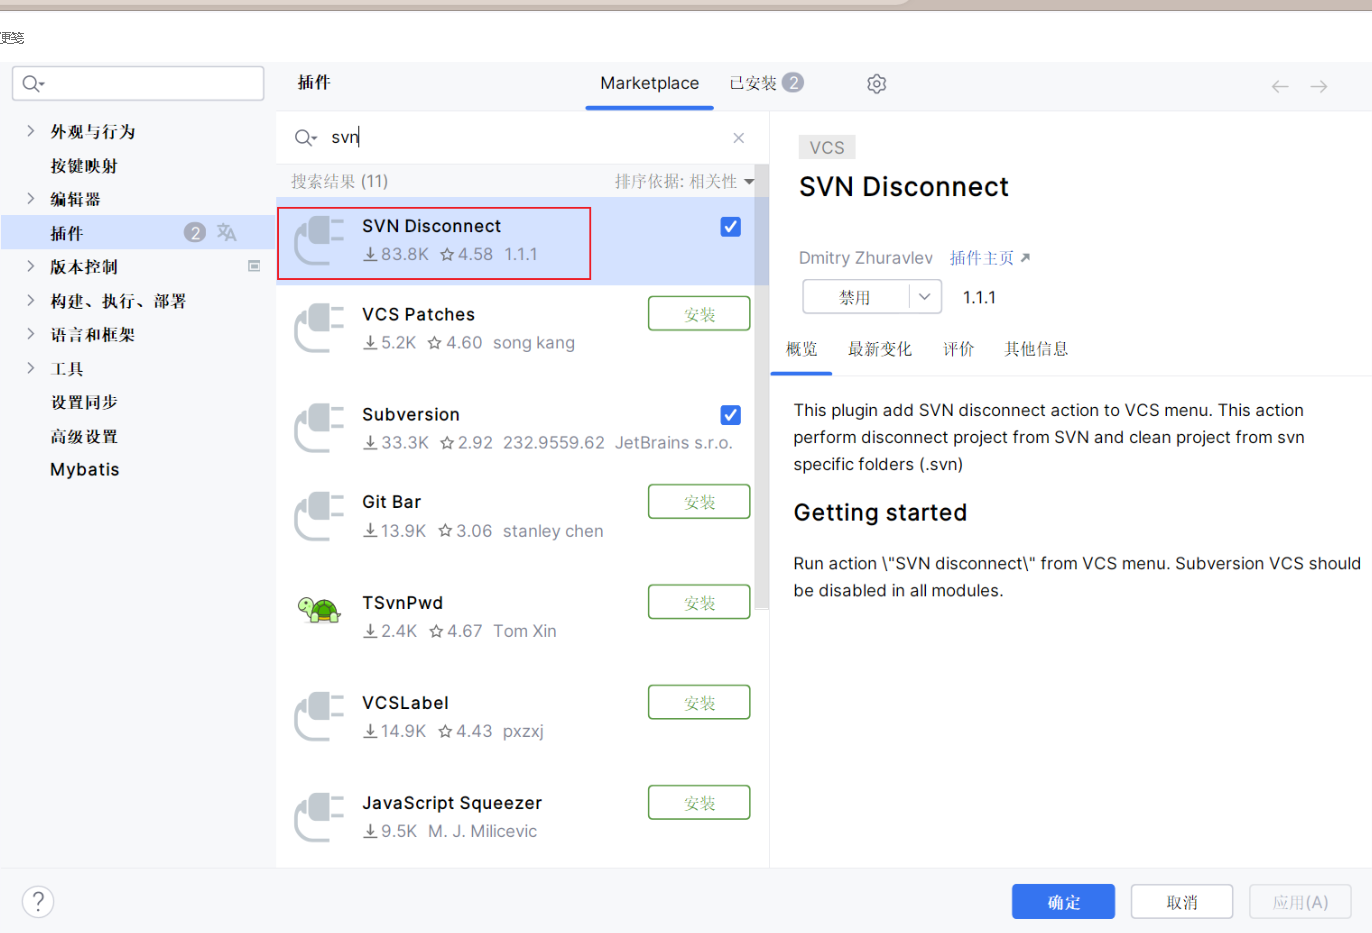 便笺
插件
Marketplace
已安装 2
外观与行为
按键映射
编辑器
插件 2
版本控制
构建、执行、部署
语言和框架
工具
设置同步
高级设置
Mybatis
svn
搜索结果 (11) 排序依据: 相关性
SVN Disconnect
83.8K 4.58 1.1.1
VCS Patches 安装
5.2K 4.60 song kang
Subversion
33.3K 2.92 232.9559.62 JetBrains s.r.o.
Git Bar 安装
13.9K 3.06 stanley chen
TSvnPwd 安装
2.4K 4.67 Tom Xin
VCSLabel 安装
14.9K 4.43 pxzxj
JavaScript Squeezer 安装
9.5K M. J. Milicevic
VCS
SVN Disconnect
Dmitry Zhuravlev 插件主页
禁用 1.1.1
概览 最新变化 评价 其他信息
This plugin add SVN disconnect action to VCS menu. This action
perform disconnect project from SVN and clean project from svn
specific folders (.svn)
Getting started
Run action \"SVN disconnect\" from VCS menu. Subversion VCS should
be disabled in all modules.
?
确定 取消 应用(A)